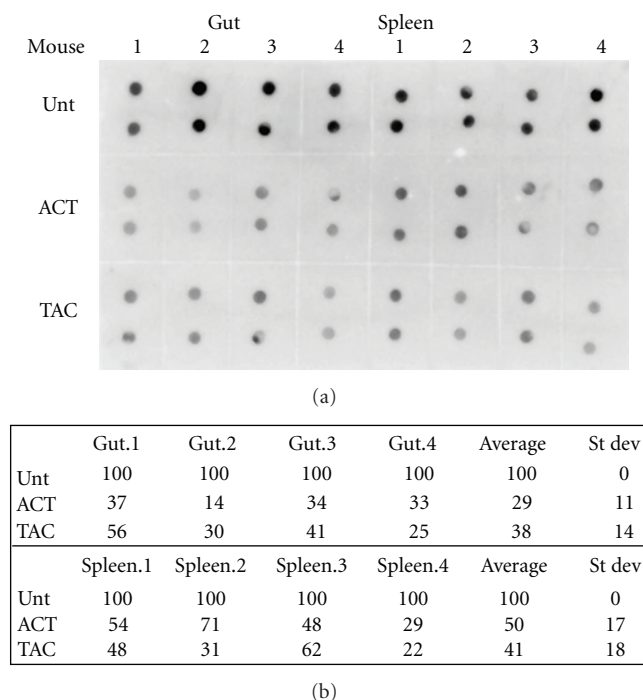 Gut Spleen
Mouse 1 2 3 4 1 2 3 4
Unt
ACT
TAC
(a)
Gut.1 Gut.2 Gut.3 Gut.4 Average St dev
Unt 100 100 100 100 100 0
ACT 37 14 34 33 29 11
TAC 56 30 41 25 38 14
Spleen.1 Spleen.2 Spleen.3 Spleen.4 Average St dev
Unt 100 100 100 100 100 0
ACT 54 71 48 29 50 17
TAC 48 31 62 22 41 18
(b)